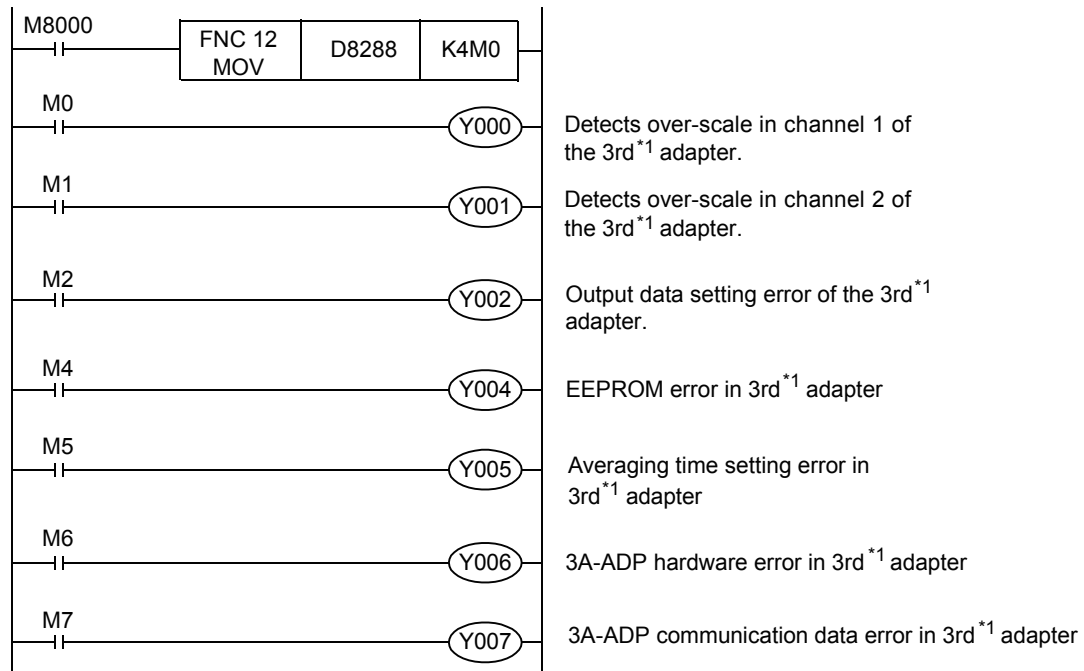 M8000
FNC 12
MOV
D8288
K4M0
M0
Y000
Detects over-scale in channel 1 of
the 3rd*1 adapter.
M1
Y001
Detects over-scale in channel 2 of
the 3rd*1 adapter.
M2
Y002
Output data setting error of the 3rd*1
adapter.
M4
Y004
EEPROM error in 3rd*1 adapter
M5
Y005
Averaging time setting error in
3rd*1 adapter
M6
Y006
3A-ADP hardware error in 3rd*1 adapter
M7
Y007
3A-ADP communication data error in 3rd*1 adapter